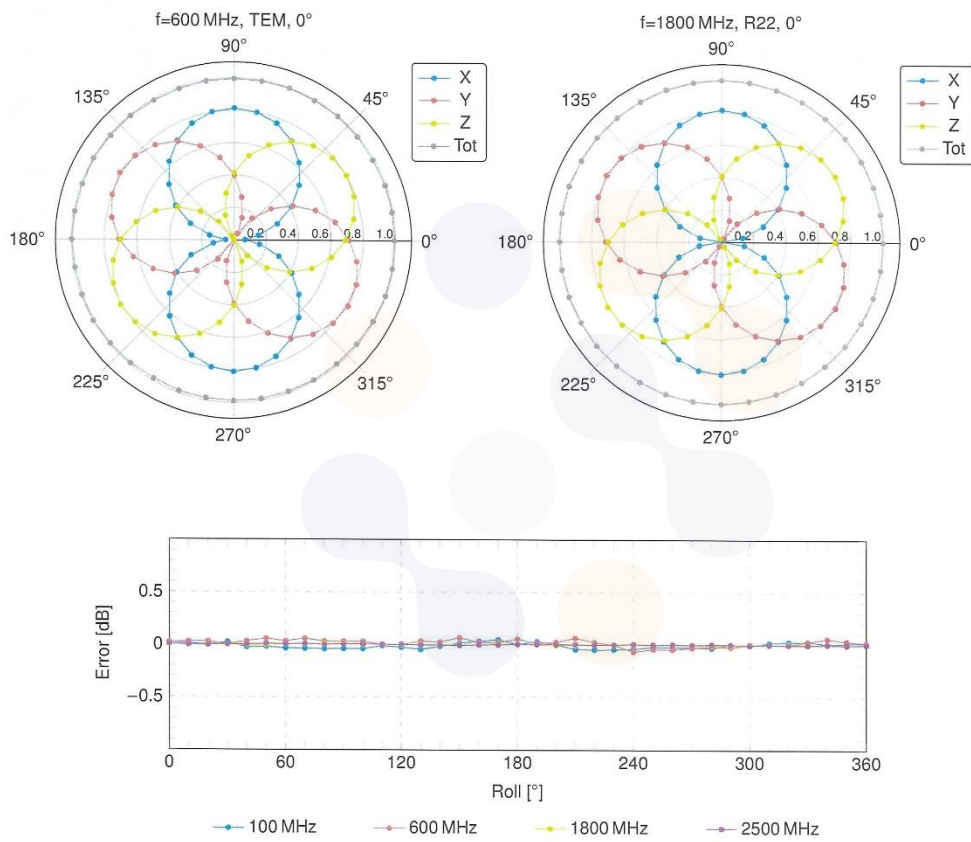 f=600 MHz, TEM, 0°
90°
135°
45°
180°
0.2 0.4 0.6 0.8 1.0
0°
225°
315°
270°
X
Y
Z
Tot
f=1800 MHz, R22, 0°
90°
135°
45°
180°
0.2 0.4 0.6 0.8 1.0
0°
225°
315°
270°
X
Y
Z
Tot
Error [dB]
0.5
0
−0.5
0 60 120 180 240 300 360
Roll [°]
100 MHz 600 MHz 1800 MHz 2500 MHz